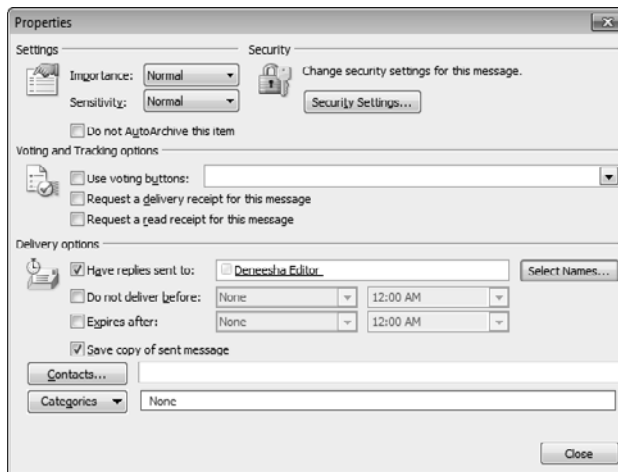 Properties
Settings Security
Importance: Normal Change security settings for this message.
Sensitivity: Normal Security Settings...
Do not AutoArchive this item
Voting and Tracking options
Use voting buttons:
Request a delivery receipt for this message
Request a read receipt for this message
Delivery options
Have replies sent to: Deneesha Editor Select Names...
Do not deliver before: None 12:00 AM
Expires after: None 12:00 AM
Save copy of sent message
Contacts...
Categories None
Close